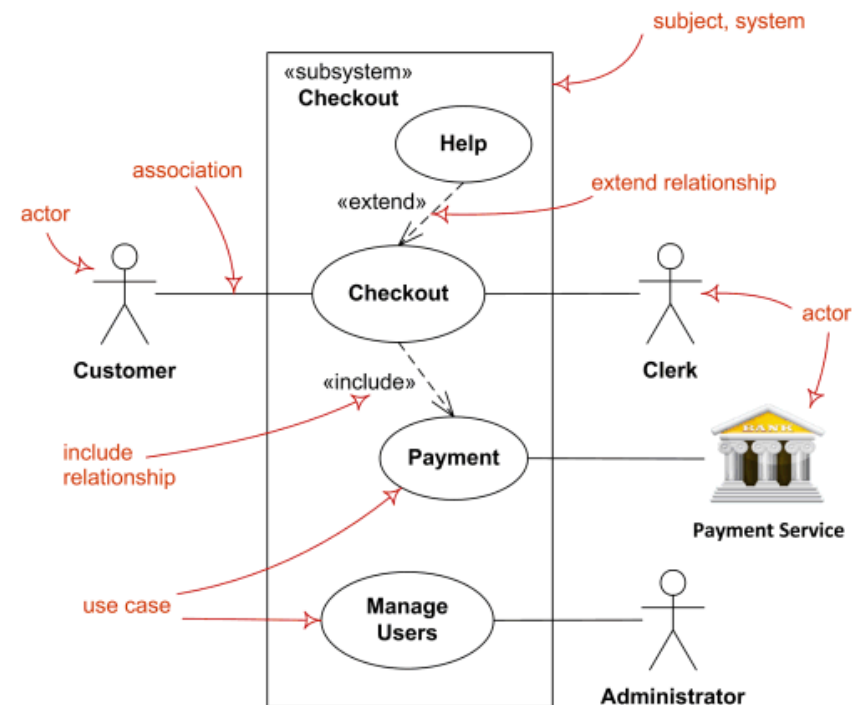 subject, system
«subsystem»
Checkout
Help
association
«extend»
extend relationship
actor
Checkout
actor
Customer
Clerk
«include»
BANK
include
relationship
Payment
Payment Service
use case
Manage
Users
Administrator